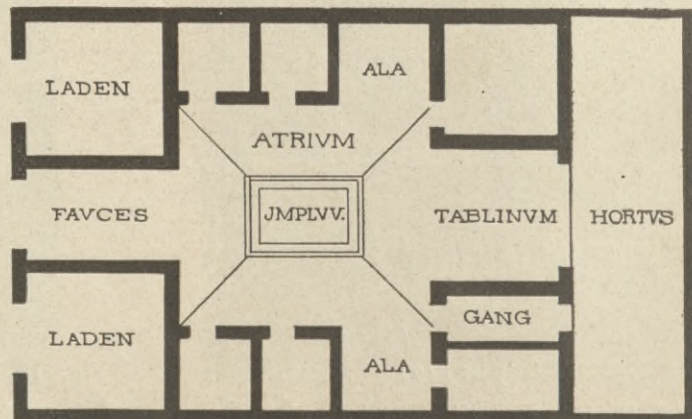 LADEN
ALA
ATRIVM
FAVCES
JMPLVV.
TABLINVM
HORTVS
GANG
LADEN
ALA